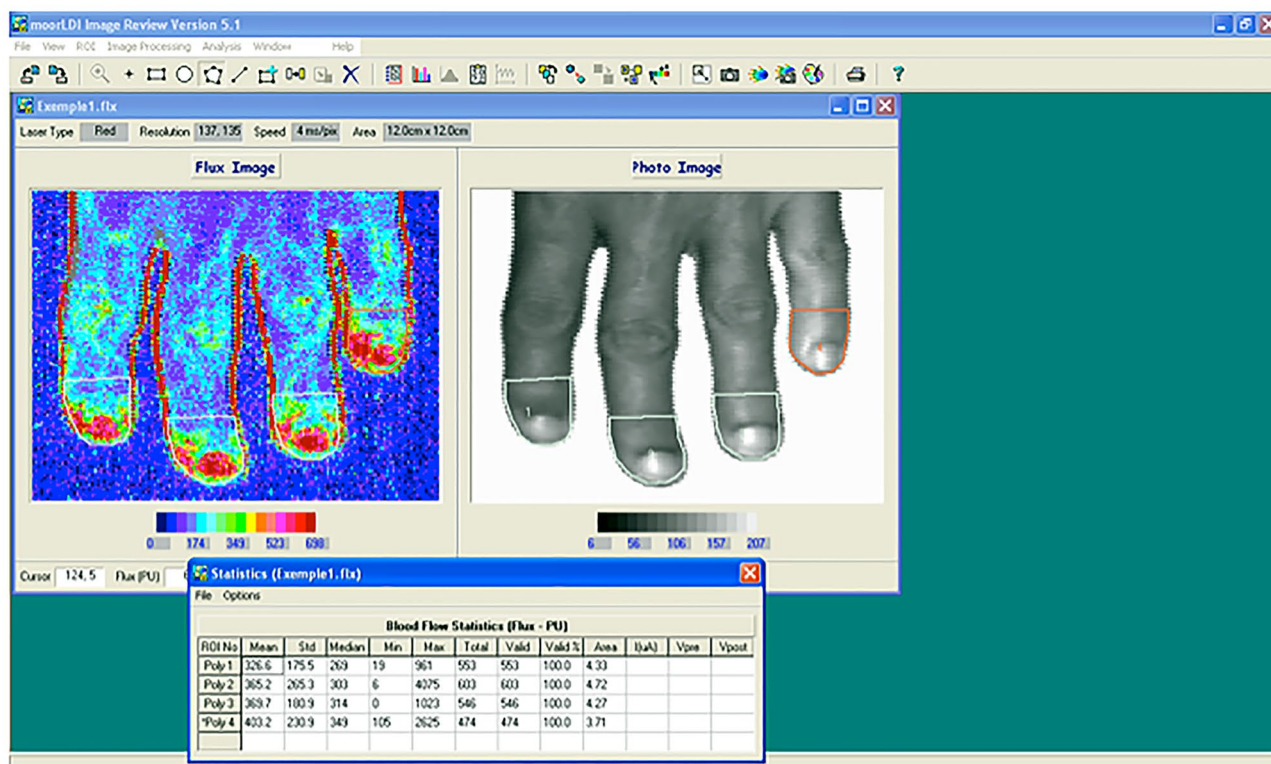 moorLDI Image Review Version 5.1
File View ROI Image Processing Analysis Window Help
Exemple1.flx
Laser Type Red Resolution 137, 135 Speed 4 ms/pix Area 12.0cm x 12.0cm
Flux Image Photo Image
1
0 174 349 523 698 6 56 106 157 207
Cursor 124, 5 Flux (PU)
Statistics (Exemple1.flx)
File Options
Blood Flow Statistics (Flux - PU)
ROI No Mean Std Median Min Max Total Valid Valid % Area I(uA) Vpre Vpost
Poly 1 326.6 175.5 269 19 961 553 553 100.0 4.33
Poly 2 365.2 265.3 303 6 4075 603 603 100.0 4.72
Poly 3 369.7 180.9 314 0 1023 546 546 100.0 4.27
*Poly 4 403.2 230.9 349 105 2625 474 474 100.0 3.71